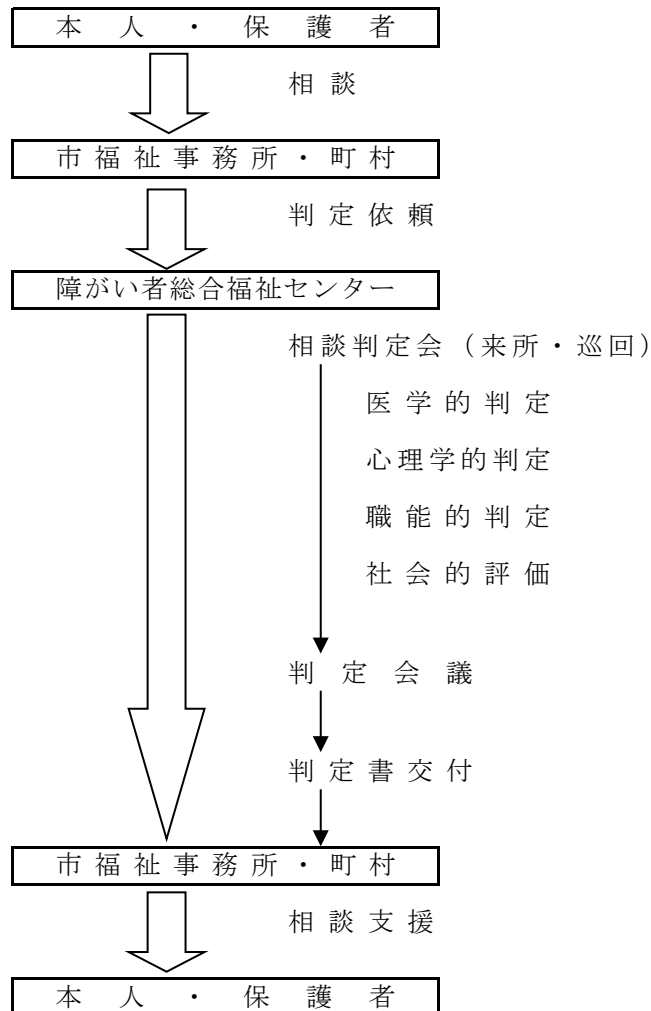 本人・保護者
相談
市福祉事務所・町村
判定依頼
障がい者総合福祉センター
相談判定会（来所・巡回）
医学的判定
心理学的判定
職能的判定
社会的評価
判定会議
判定書交付
市福祉事務所・町村
相談支援
本人・保護者